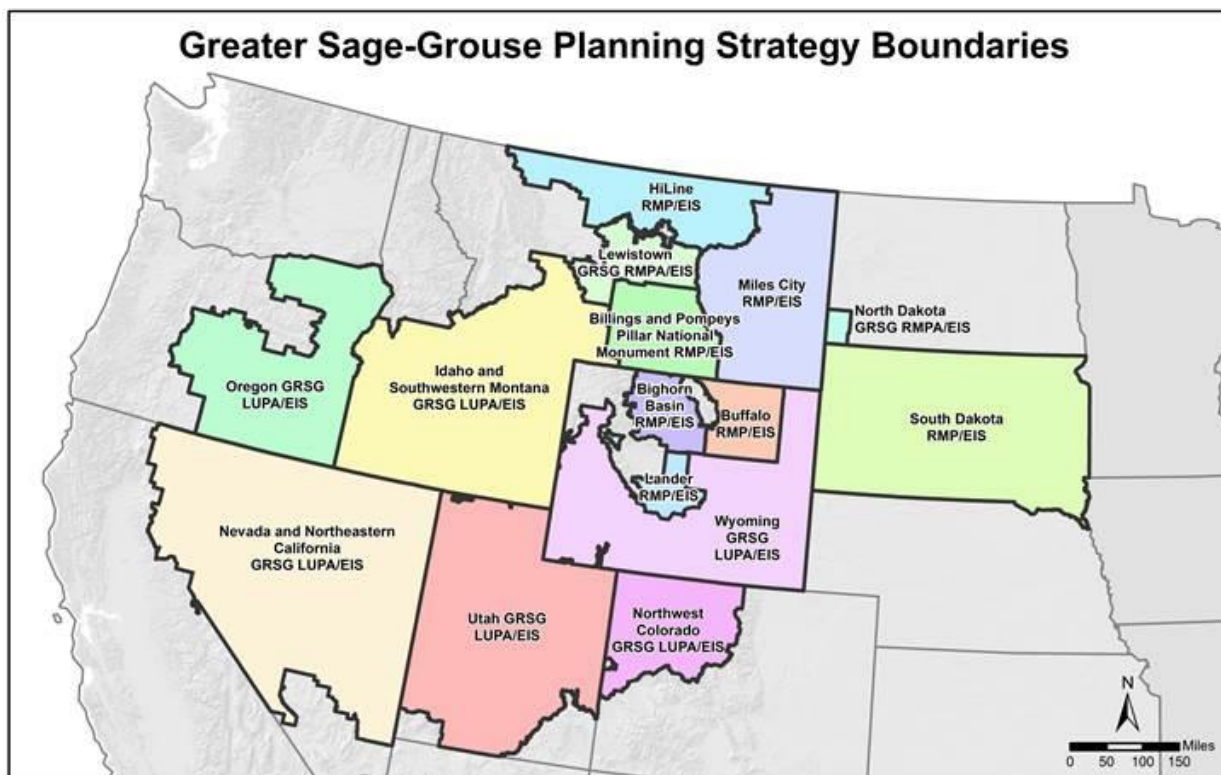 Greater Sage-Grouse Planning Strategy Boundaries
HiLine
RMP/EIS
Lewistown
GRSG RMPA/EIS
Miles City
RMP/EIS
North Dakota
GRSG RMPA/EIS
Billings and Pompeys
Pillar National
Monument RMP/EIS
Oregon GRSG
LUPA/EIS
Idaho and
Southwestern Montana
GRSG LUPA/EIS
Bighorn
Basin
RMP/EIS
Buffalo
RMP/EIS
South Dakota
RMP/EIS
Lander
RMP/EIS
Wyoming
GRSG
LUPA/EIS
Nevada and Northeastern
California
GRSG LUPA/EIS
Utah GRSG
LUPA/EIS
Northwest
Colorado
GRSG LUPA/EIS
N
Miles
0 50 100 150